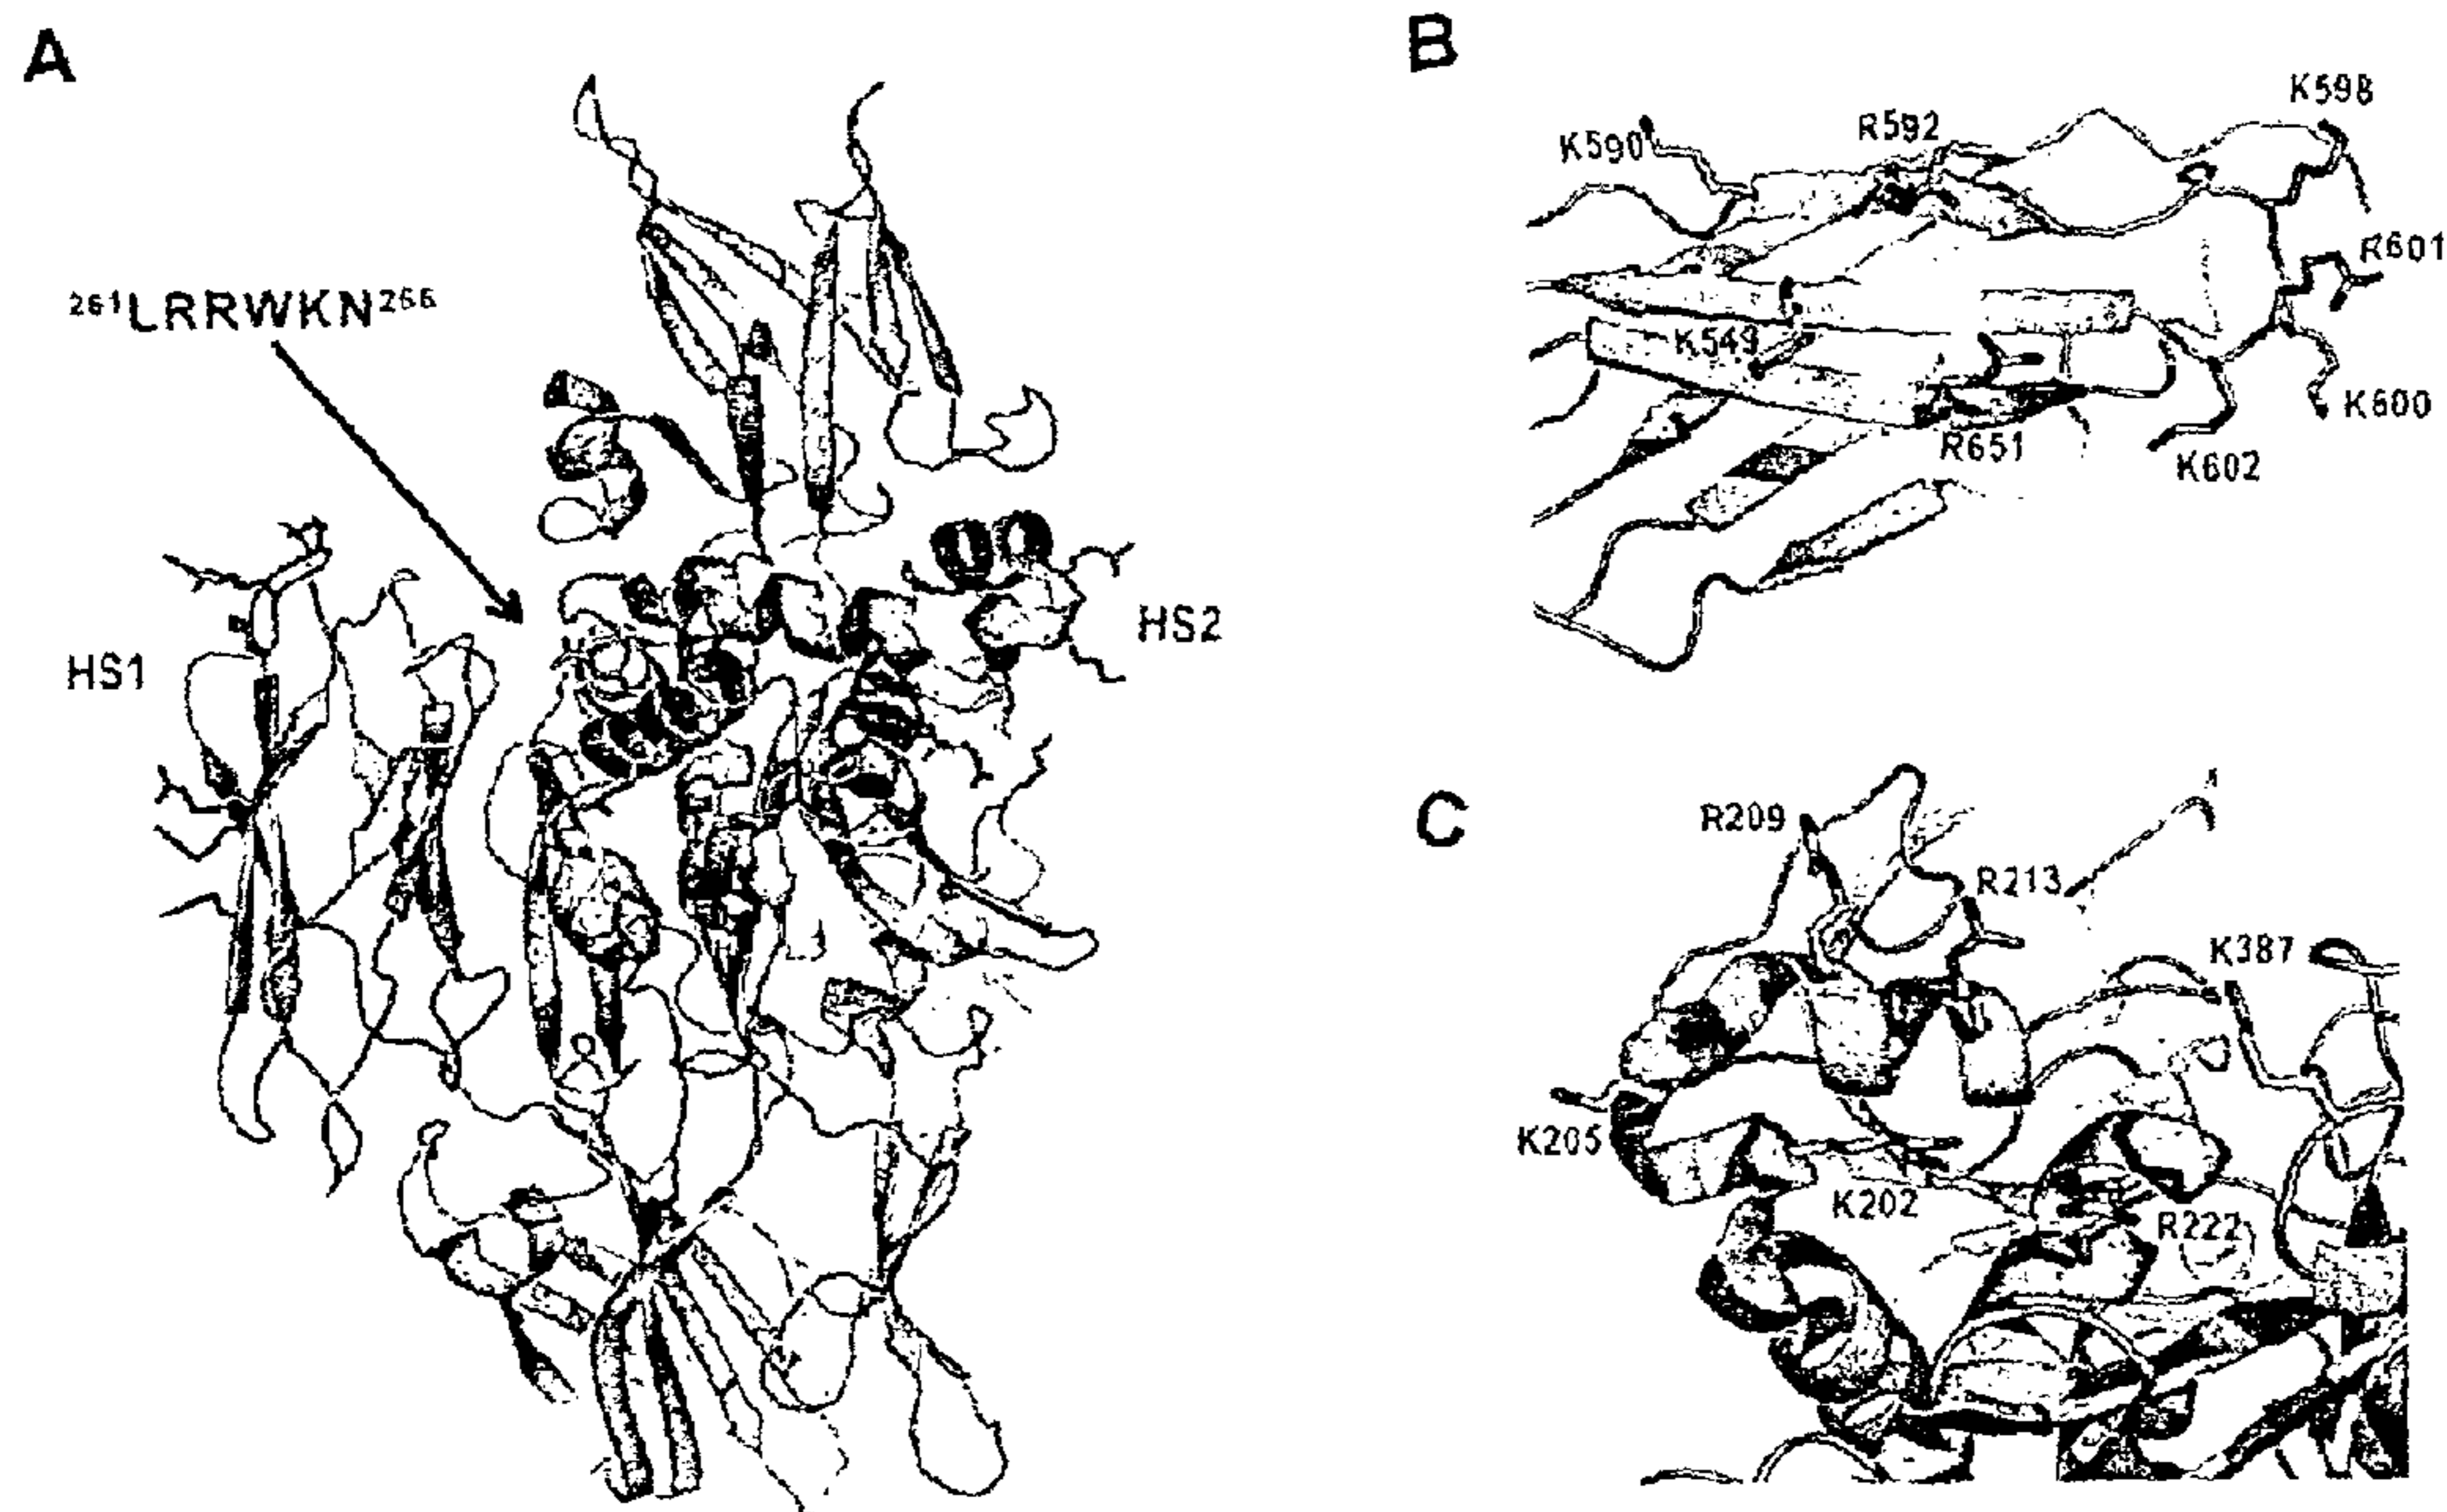 A
²⁶¹LRRWKN²⁶⁶
HS1
HS2
B
K598
R592
K590
R601
K549
K600
R651
K602
C
R209
R213
K387
K205
K202
R222